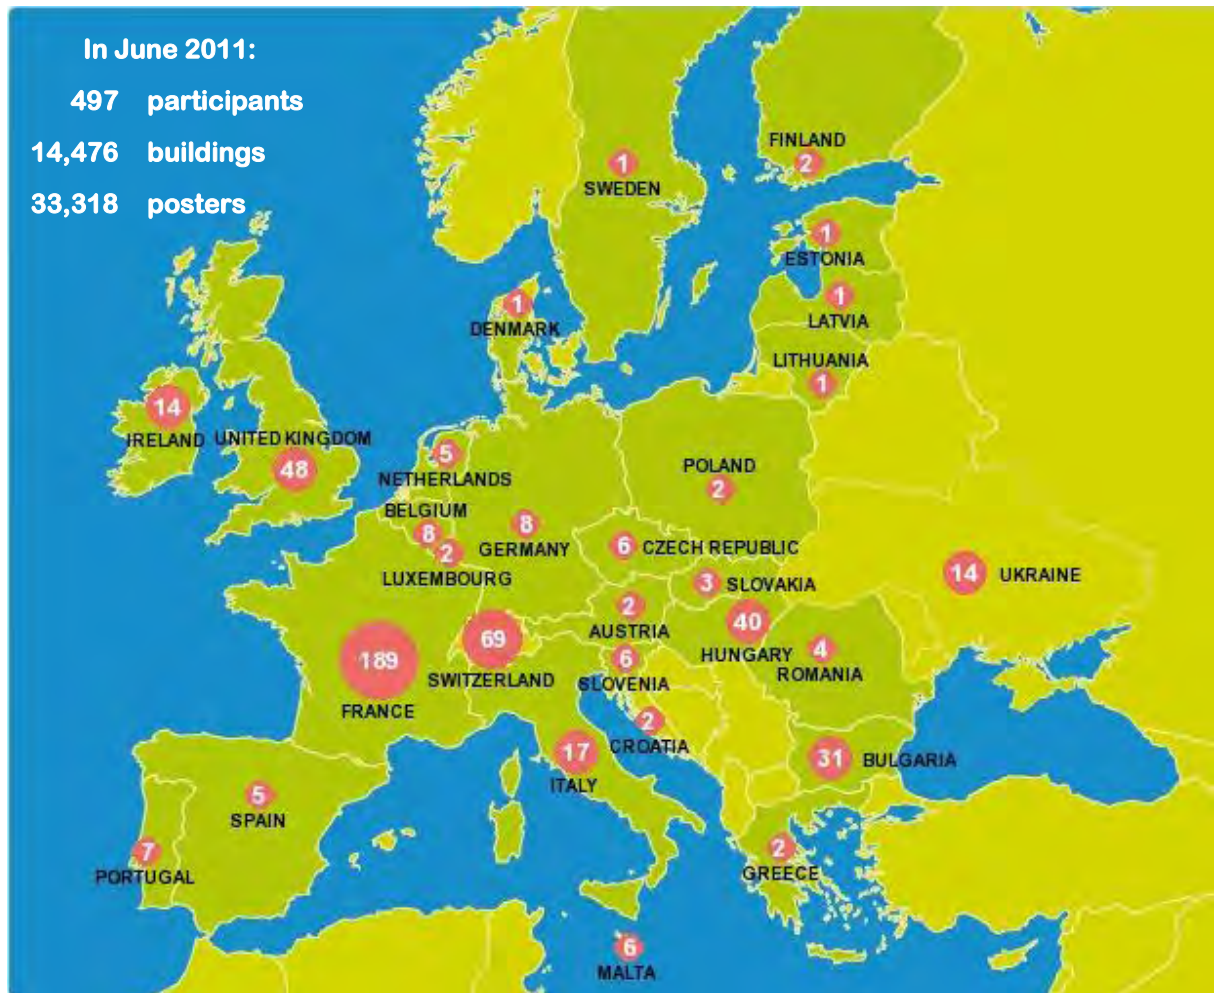 In June 2011:
497 participants
14,476 buildings
33,318 posters
FINLAND
2
1
SWEDEN
1
ESTONIA
1
LATVIA
1
DENMARK
LITHUANIA
1
14
IRELAND
UNITED KINGDOM
48
5
NETHERLANDS
POLAND
2
BELGIUM
8
2
LUXEMBOURG
8
GERMANY
6 CZECH REPUBLIC
3 SLOVAKIA
14 UKRAINE
2
AUSTRIA
40
HUNGARY
4
ROMANIA
189
FRANCE
69
SWITZERLAND
6
SLOVENIA
2
CROATIA
17
ITALY
31 BULGARIA
5
SPAIN
7
PORTUGAL
2
GREECE
6
MALTA